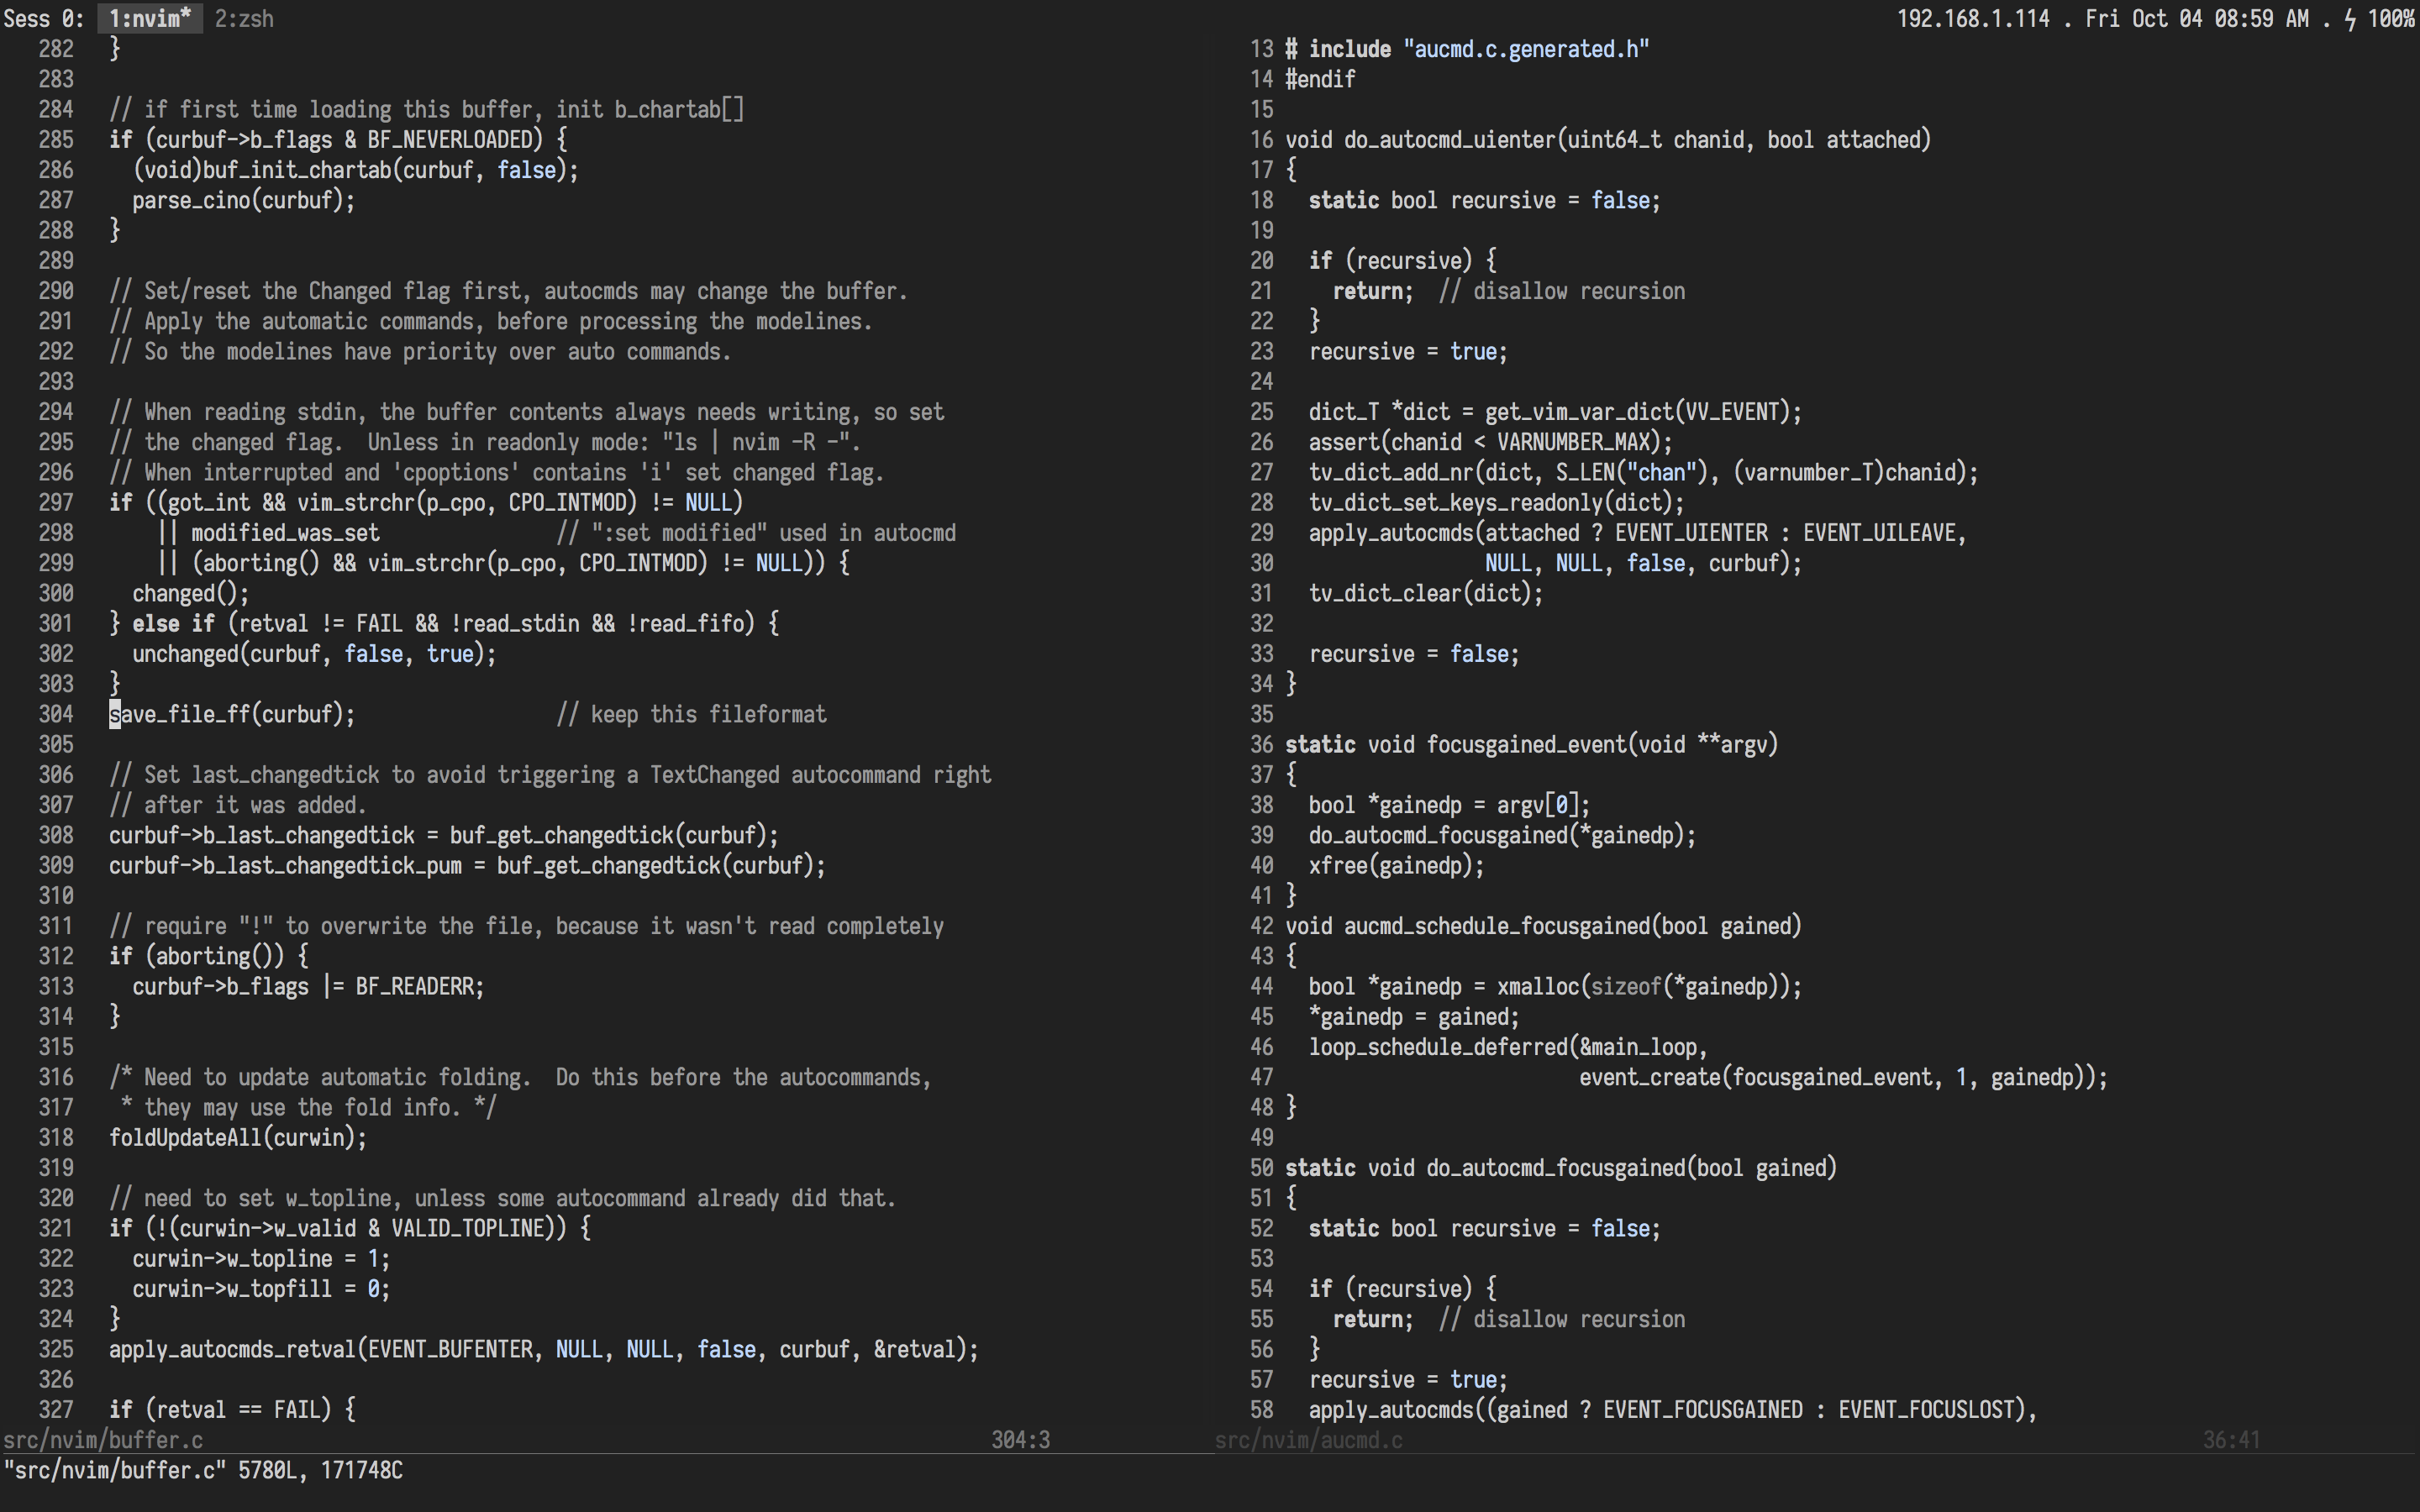 Sess 0: 1:nvim* 2:zsh
192.168.1.114 . Fri Oct 04 08:59 AM . ϟ 100%
282   }
283
284   // if first time loading this buffer, init b_chartab[]
285   if (curbuf->b_flags & BF_NEVERLOADED) {
286     (void)buf_init_chartab(curbuf, false);
287     parse_cino(curbuf);
288   }
289
290   // Set/reset the Changed flag first, autocmds may change the buffer.
291   // Apply the automatic commands, before processing the modelines.
292   // So the modelines have priority over auto commands.
293
294   // When reading stdin, the buffer contents always needs writing, so set
295   // the changed flag.  Unless in readonly mode: "ls | nvim -R -".
296   // When interrupted and 'cpoptions' contains 'i' set changed flag.
297   if ((got_int && vim_strchr(p_cpo, CPO_INTMOD) != NULL)
298       || modified_was_set               // ":set modified" used in autocmd
299       || (aborting() && vim_strchr(p_cpo, CPO_INTMOD) != NULL)) {
300     changed();
301   } else if (retval != FAIL && !read_stdin && !read_fifo) {
302     unchanged(curbuf, false, true);
303   }
304   save_file_ff(curbuf);                 // keep this fileformat
305
306   // Set last_changedtick to avoid triggering a TextChanged autocommand right
307   // after it was added.
308   curbuf->b_last_changedtick = buf_get_changedtick(curbuf);
309   curbuf->b_last_changedtick_pum = buf_get_changedtick(curbuf);
310
311   // require "!" to overwrite the file, because it wasn't read completely
312   if (aborting()) {
313     curbuf->b_flags |= BF_READERR;
314   }
315
316   /* Need to update automatic folding.  Do this before the autocommands,
317    * they may use the fold info. */
318   foldUpdateAll(curwin);
319
320   // need to set w_topline, unless some autocommand already did that.
321   if (!(curwin->w_valid & VALID_TOPLINE)) {
322     curwin->w_topline = 1;
323     curwin->w_topfill = 0;
324   }
325   apply_autocmds_retval(EVENT_BUFENTER, NULL, NULL, false, curbuf, &retval);
326
327   if (retval == FAIL) {
src/nvim/buffer.c 304:3
13 # include "aucmd.c.generated.h"
14 #endif
15
16 void do_autocmd_uienter(uint64_t chanid, bool attached)
17 {
18   static bool recursive = false;
19
20   if (recursive) {
21     return;  // disallow recursion
22   }
23   recursive = true;
24
25   dict_T *dict = get_vim_var_dict(VV_EVENT);
26   assert(chanid < VARNUMBER_MAX);
27   tv_dict_add_nr(dict, S_LEN("chan"), (varnumber_T)chanid);
28   tv_dict_set_keys_readonly(dict);
29   apply_autocmds(attached ? EVENT_UIENTER : EVENT_UILEAVE,
30                  NULL, NULL, false, curbuf);
31   tv_dict_clear(dict);
32
33   recursive = false;
34 }
35
36 static void focusgained_event(void **argv)
37 {
38   bool *gainedp = argv[0];
39   do_autocmd_focusgained(*gainedp);
40   xfree(gainedp);
41 }
42 void aucmd_schedule_focusgained(bool gained)
43 {
44   bool *gainedp = xmalloc(sizeof(*gainedp));
45   *gainedp = gained;
46   loop_schedule_deferred(&main_loop,
47                          event_create(focusgained_event, 1, gainedp));
48 }
49
50 static void do_autocmd_focusgained(bool gained)
51 {
52   static bool recursive = false;
53
54   if (recursive) {
55     return;  // disallow recursion
56   }
57   recursive = true;
58   apply_autocmds((gained ? EVENT_FOCUSGAINED : EVENT_FOCUSLOST),
src/nvim/aucmd.c 36:41
"src/nvim/buffer.c" 5780L, 171748C